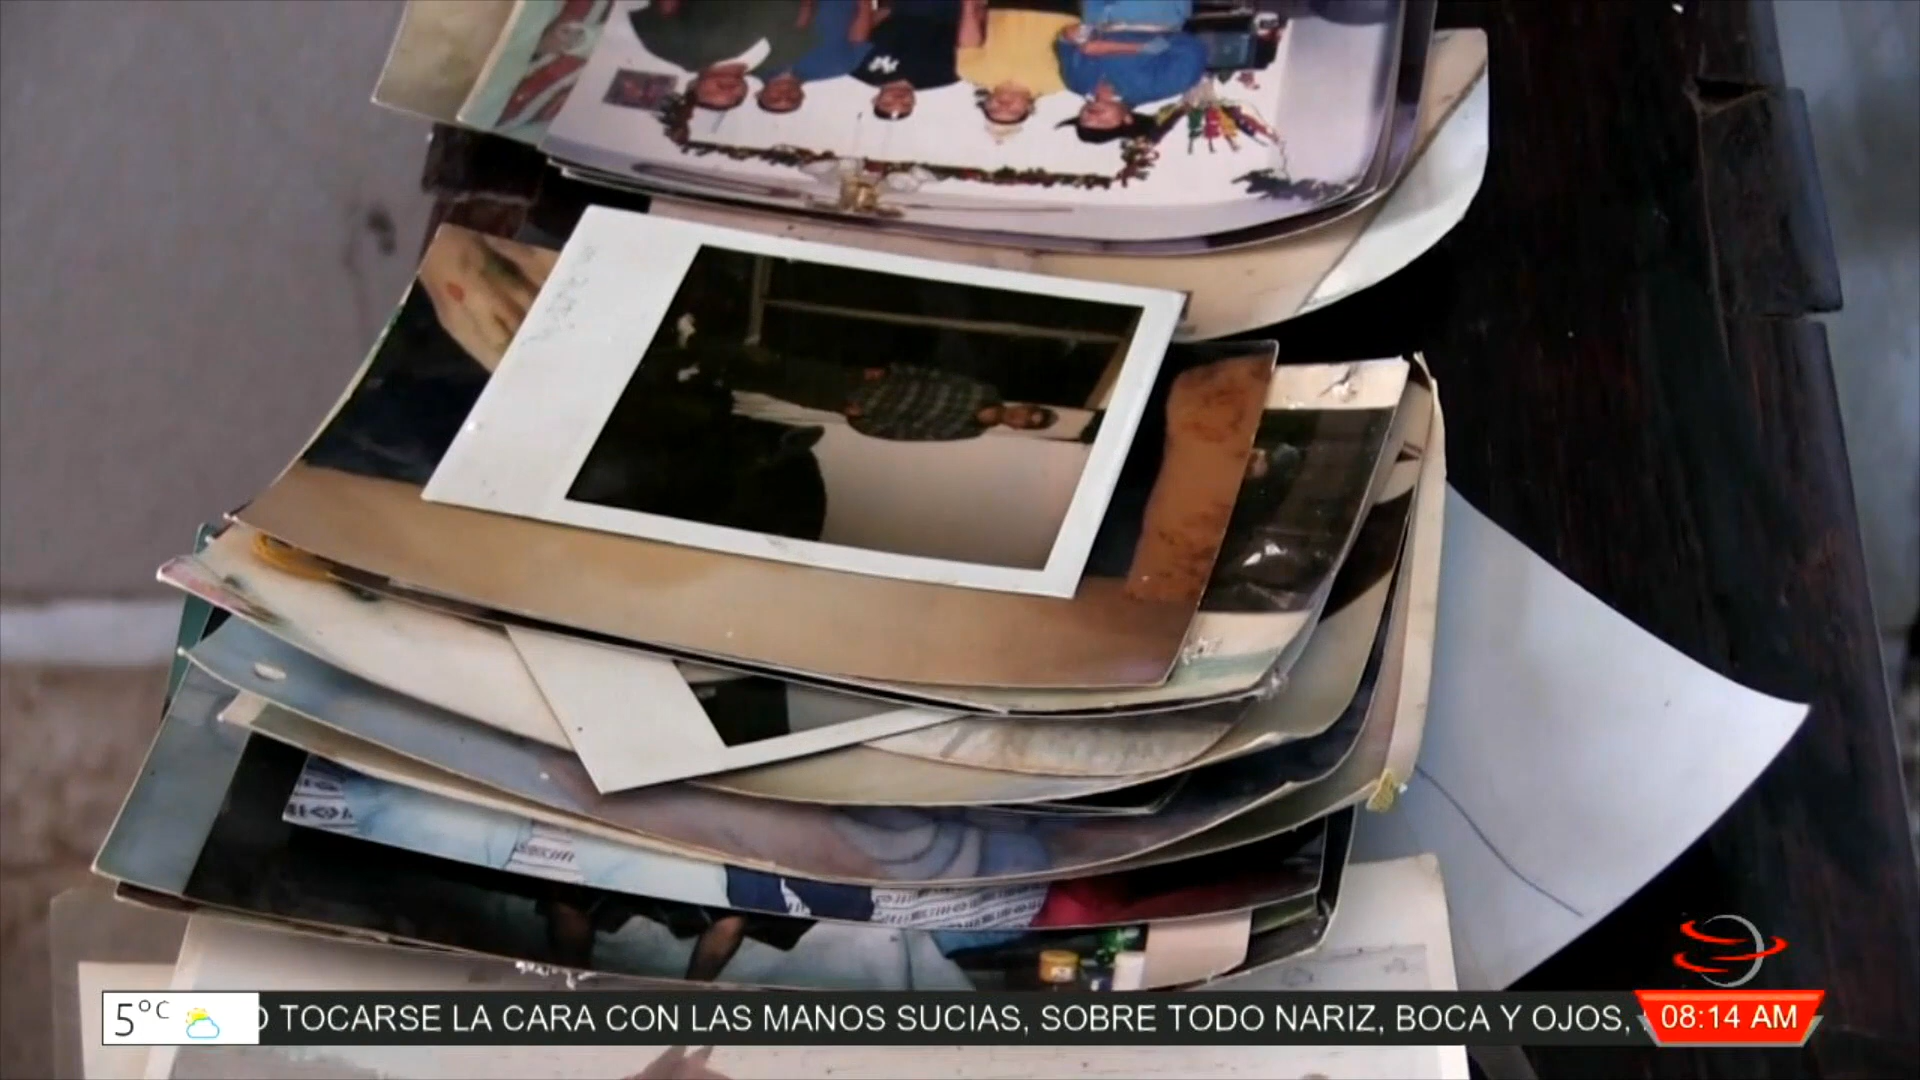 5°C
TOCARSE LA CARA CON LAS MANOS SUCIAS, SOBRE TODO NARIZ, BOCA Y OJOS,
08:14 AM